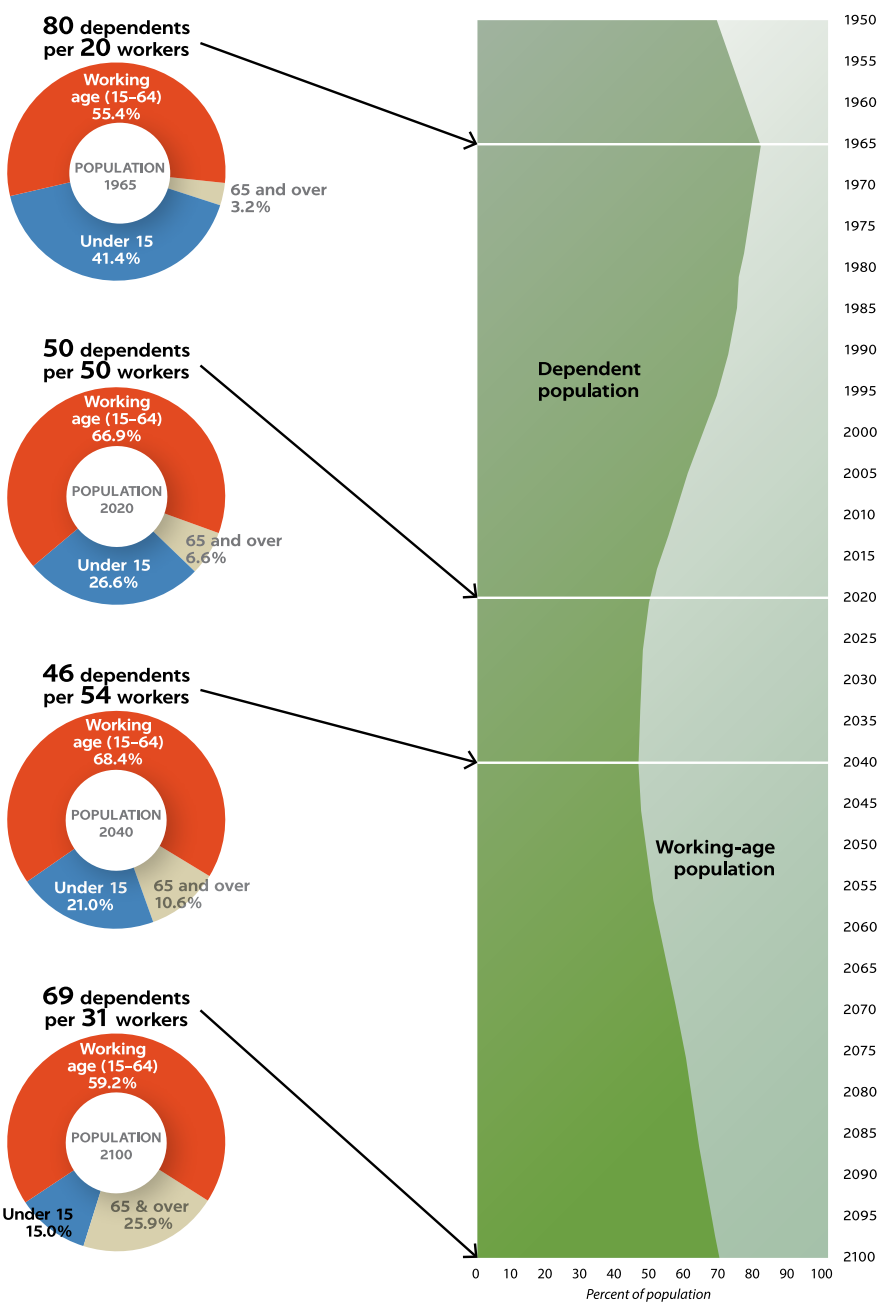 80 dependents
per 20 workers
Working
age (15–64)
55.4%
POPULATION
1965
65 and over
3.2%
Under 15
41.4%
50 dependents
per 50 workers
Working
age (15–64)
66.9%
POPULATION
2020
65 and over
6.6%
Under 15
26.6%
46 dependents
per 54 workers
Working
age (15–64)
68.4%
POPULATION
2040
Under 15
21.0%
65 and over
10.6%
69 dependents
per 31 workers
Working
age (15–64)
59.2%
POPULATION
2100
Under 15
15.0%
65 & over
25.9%
Dependent
population
Working-age
population
1950
1955
1960
1965
1970
1975
1980
1985
1990
1995
2000
2005
2010
2015
2020
2025
2030
2035
2040
2045
2050
2055
2060
2065
2070
2075
2080
2085
2090
2095
2100
0 10 20 30 40 50 60 70 80 90 100
Percent of population